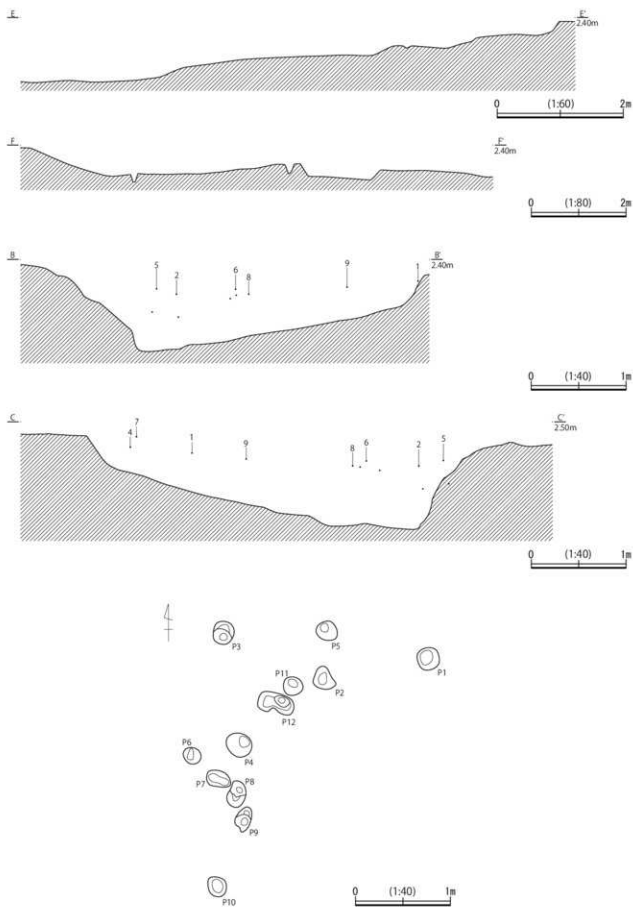 E E'
2.40m
0 (1:60) 2m
F F'
2.40m
0 (1:80) 2m
B B'
2.40m
5 2 6 8 9 1
0 (1:40) 1m
C C'
2.50m
4 7 1 9 8 6 2 5
0 (1:40) 1m
P3 P5
P1
P11 P2
P12
P6 P4
P7 P8
P9
P10
0 (1:40) 1m